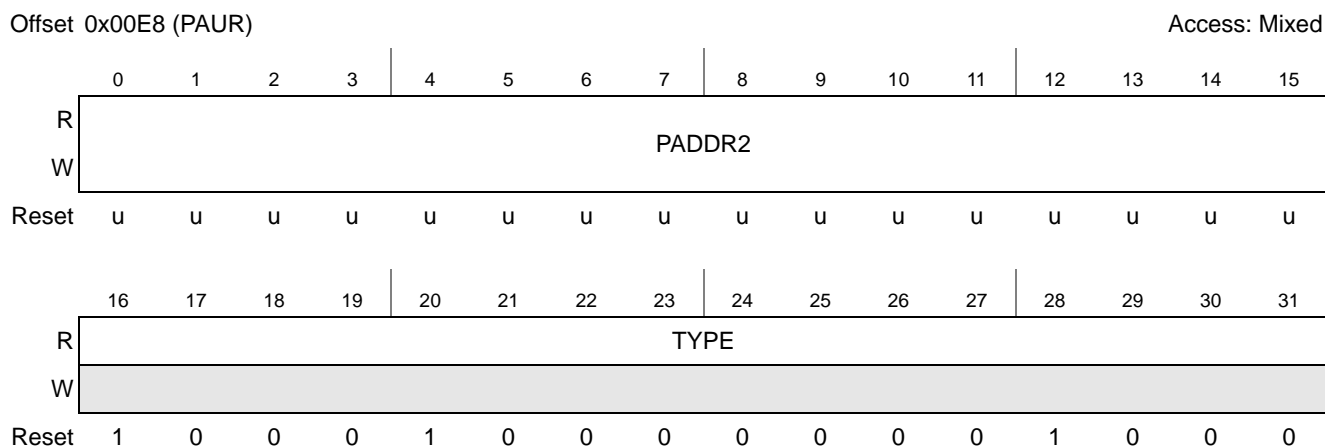 Offset 0x00E8 (PAUR) Access: Mixed
0 1 2 3 4 5 6 7 8 9 10 11 12 13 14 15
R
PADDR2
W
Reset u u u u u u u u u u u u u u u u
16 17 18 19 20 21 22 23 24 25 26 27 28 29 30 31
R TYPE
W
Reset 1 0 0 0 1 0 0 0 0 0 0 0 1 0 0 0